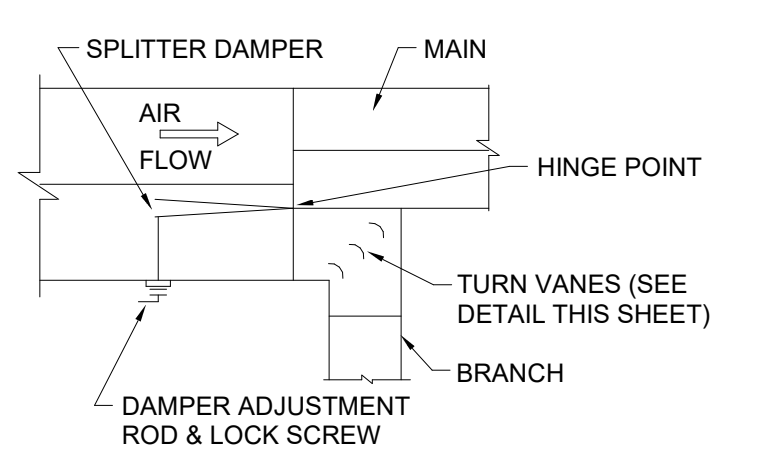 SPLITTER DAMPER
MAIN
AIR
FLOW
HINGE POINT
TURN VANES (SEE
DETAIL THIS SHEET)
BRANCH
DAMPER ADJUSTMENT
ROD & LOCK SCREW